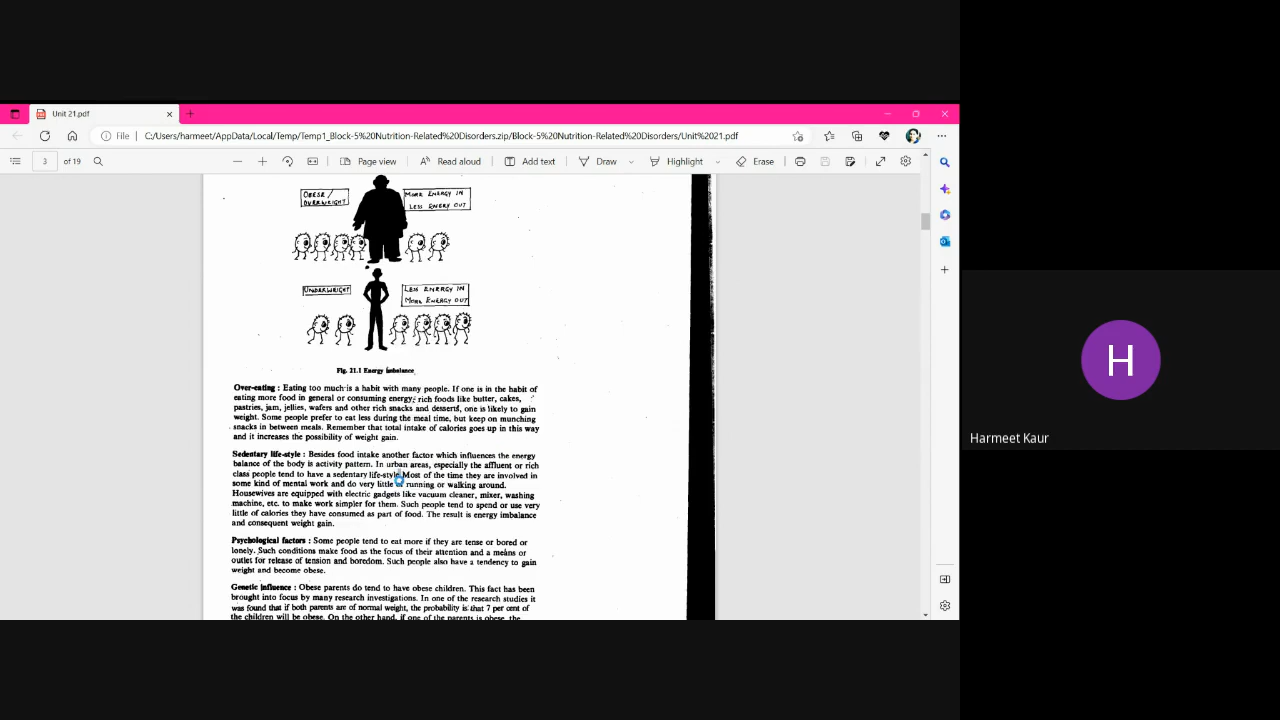 Unit 21.pdf
File
C:/Users/harmeet/AppData/Local/Temp/Temp1_Block-5%20Nutrition-Related%20Disorders.zip/Block-5%20Nutrition-Related%20Disorders/Unit%2021.pdf
3 of 19
Page view
Read aloud
Add text
Draw
Highlight
Erase
OBESE / OVERWRIGHT
MORE ENERGY IN
LESS ENERY OUT
UNDERWRIGHT
LESS ENERGY IN
MORE ENERGY OUT
Fig. 21.1 Energy imbalance
Over-eating : Eating too much is a habit with many people. If one is in the habit of
eating more food in general or consuming energy; rich foods like butter, cakes,
pastries, jam, jellies, wafers and other rich snacks and desserts, one is likely to gain
weight. Some people prefer to eat less during the meal time, but keep on munching
snacks in between meals. Remember that total intake of calories goes up in this way
and it increases the possibility of weight gain.
Sedentary life-style : Besides food intake another factor which influences the energy
balance of the body is activity pattern. In urban areas, especially the affluent or rich
class people tend to have a sedentary life-style. Most of the time they are involved in
some kind of mental work and do very little running or walking around.
Housewives are equipped with electric gadgets like vacuum cleaner, mixer, washing
machine, etc. to make work simpler for them. Such people tend to spend or use very
little of calories they have consumed as part of food. The result is energy imbalance
and consequent weight gain.
Psychological factors : Some people tend to eat more if they are tense or bored or
lonely. Such conditions make food as the focus of their attention and a means or
outlet for release of tension and boredom. Such people also have a tendency to gain
weight and become obese.
Genetic influence : Obese parents do tend to have obese children. This fact has been
brought into focus by many research investigations. In one of the research studies it
was found that if both parents are of normal weight, the probability is that 7 per cent of
the children will be obese. On the other hand, if one of the parents is obese, the
H
Harmeet Kaur